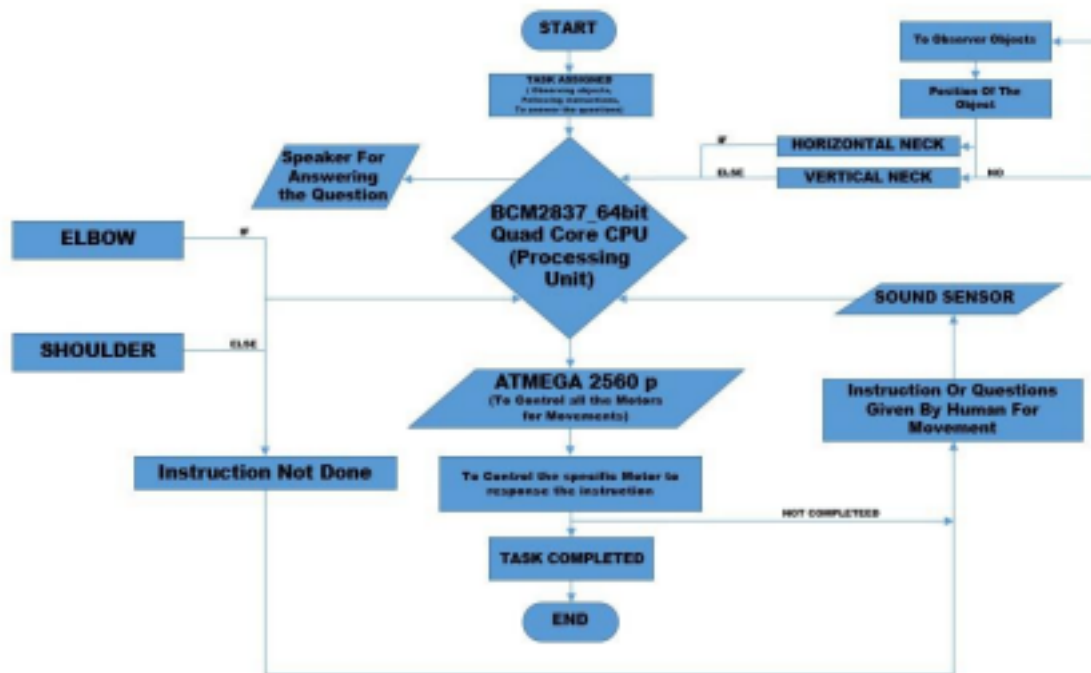 START
To Observer Objects
TASK ASSIGNED
( Observing objects,
Following instructions,
To answer the questions)
Position Of The
Object
IF
HORIZONTAL NECK
Speaker For
Answering
the Question
ELSE
VERTICAL NECK
NO
BCM2837_64bit
Quad Core CPU
(Processing
Unit)
ELBOW
IF
SOUND SENSOR
SHOULDER
ELSE
ATMEGA 2560 p
(To Control all the Motors
for Movements)
Instruction Or Questions
Given By Human For
Movement
Instruction Not Done
To Control the specific Motor to
response the instruction
NOT COMPLETEED
TASK COMPLETED
END